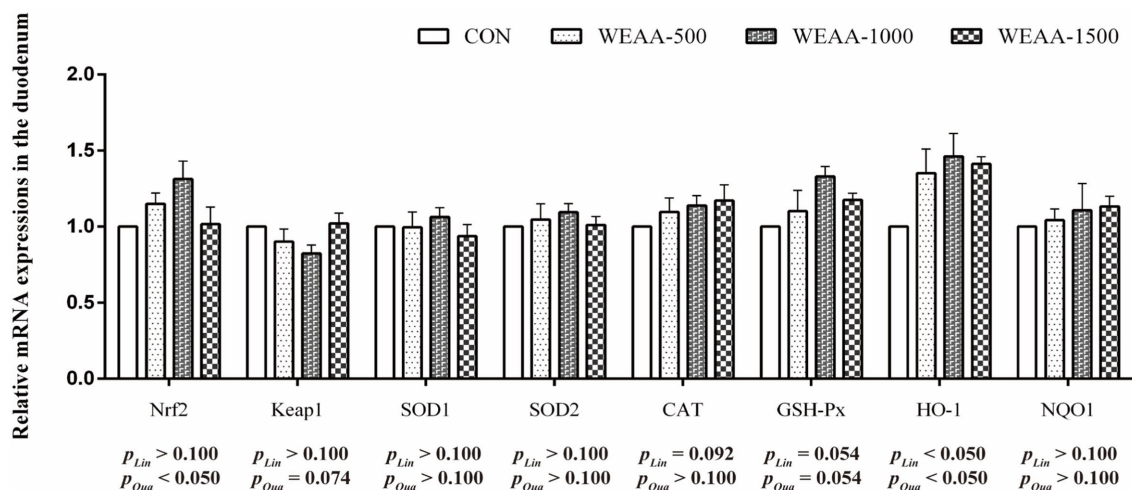 CON WEAA-500 WEAA-1000 WEAA-1500
Relative mRNA expressions in the duodenum
2.0
1.5
1.0
0.5
0.0
Nrf2 Keap1 SOD1 SOD2 CAT GSH-Px HO-1 NQO1
pLin > 0.100 pLin > 0.100 pLin > 0.100 pLin > 0.100 pLin = 0.092 pLin = 0.054 pLin < 0.050 pLin > 0.100
pQua < 0.050 pQua = 0.074 pQua > 0.100 pQua > 0.100 pQua > 0.100 pQua = 0.054 pQua < 0.050 pQua > 0.100